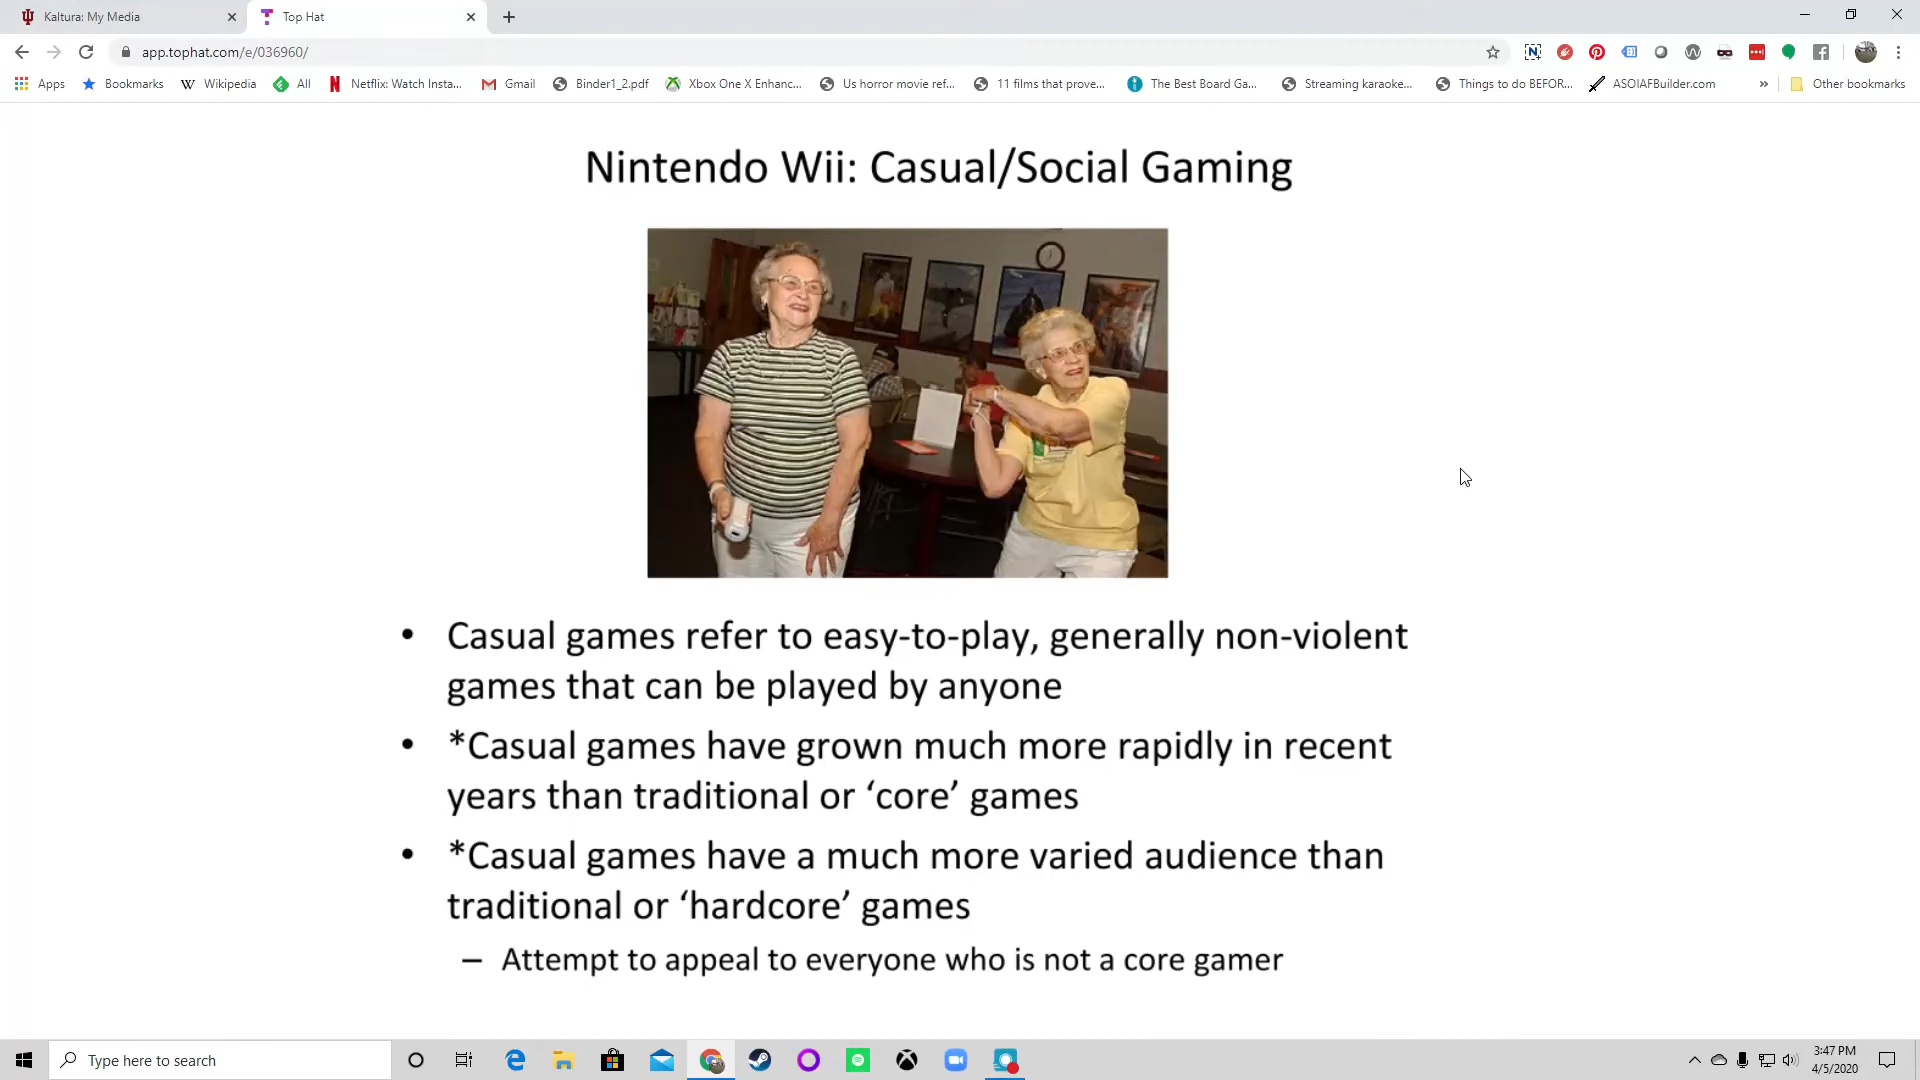 Kaltura: My Media
Top Hat
app.tophat.com/e/036960/
Apps
Bookmarks
Wikipedia
All
Netflix: Watch Insta...
Gmail
Binder1_2.pdf
Xbox One X Enhanc...
Us horror movie ref...
11 films that prove...
The Best Board Ga...
Streaming karaoke...
Things to do BEFOR...
ASOIAFBuilder.com
Other bookmarks
Nintendo Wii: Casual/Social Gaming
• Casual games refer to easy-to-play, generally non-violent
games that can be played by anyone
• *Casual games have grown much more rapidly in recent
years than traditional or ‘core’ games
• *Casual games have a much more varied audience than
traditional or ‘hardcore’ games
– Attempt to appeal to everyone who is not a core gamer
Type here to search
3:47 PM
4/5/2020